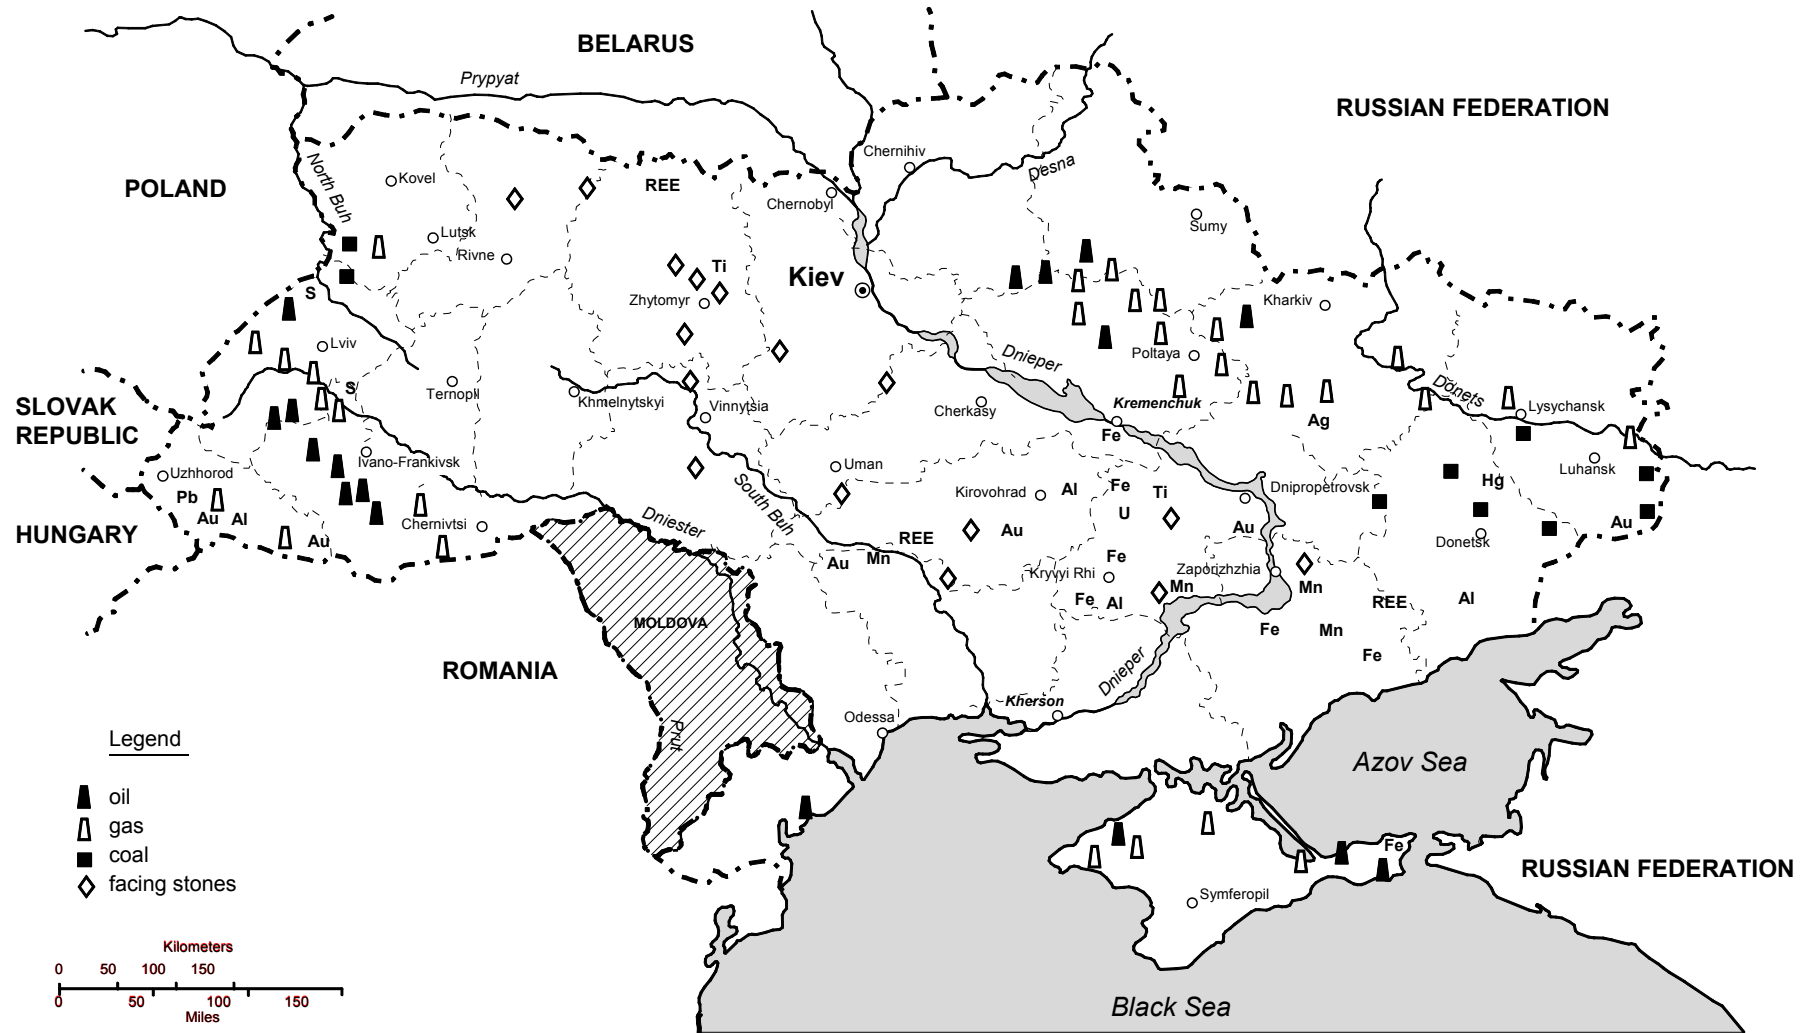 BELARUS
Prypyat
RUSSIAN FEDERATION
POLAND
North Buh
Kovel
REE
Chernobyl
Chernihiv
Desna
Sumy
Lutsk
Rivne
Ti
Kiev
Zhytomyr
Kharkiv
S
Lviv
S
Ternopil
Khmelnytskyi
Vinnytsia
Dnieper
Poltaya
Cherkasy
Kremenchuk
Fe
Ag
Donets
Lysychansk
SLOVAK
REPUBLIC
Uzhhorod
Ivano-Frankivsk
Uman
South Buh
Kirovohrad
Al
Fe
Ti
U
Dnipropetrovsk
Hg
Luhansk
Pb
Au
Al
Au
Chernivtsi
HUNGARY
Dniester
REE
Au
Au
Donetsk
Au
Au
Mn
Fe
Kryvyi Rhi
Zaporizhzhia
Mn
Mn
Fe
Al
REE
Al
MOLDOVA
Fe
Mn
Fe
ROMANIA
Dnieper
Kherson
Odessa
Prut
Azov Sea
Legend
oil
gas
coal
facing stones
Fe
RUSSIAN FEDERATION
Symferopil
Black Sea
Kilometers
0 50 100 150
0 50 100 150
Miles